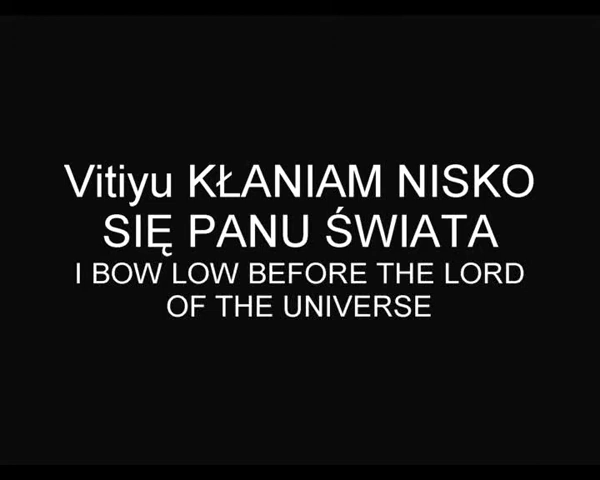 Vitiyu KŁANIAM NISKO
SIĘ PANU ŚWIATA
I BOW LOW BEFORE THE LORD
OF THE UNIVERSE